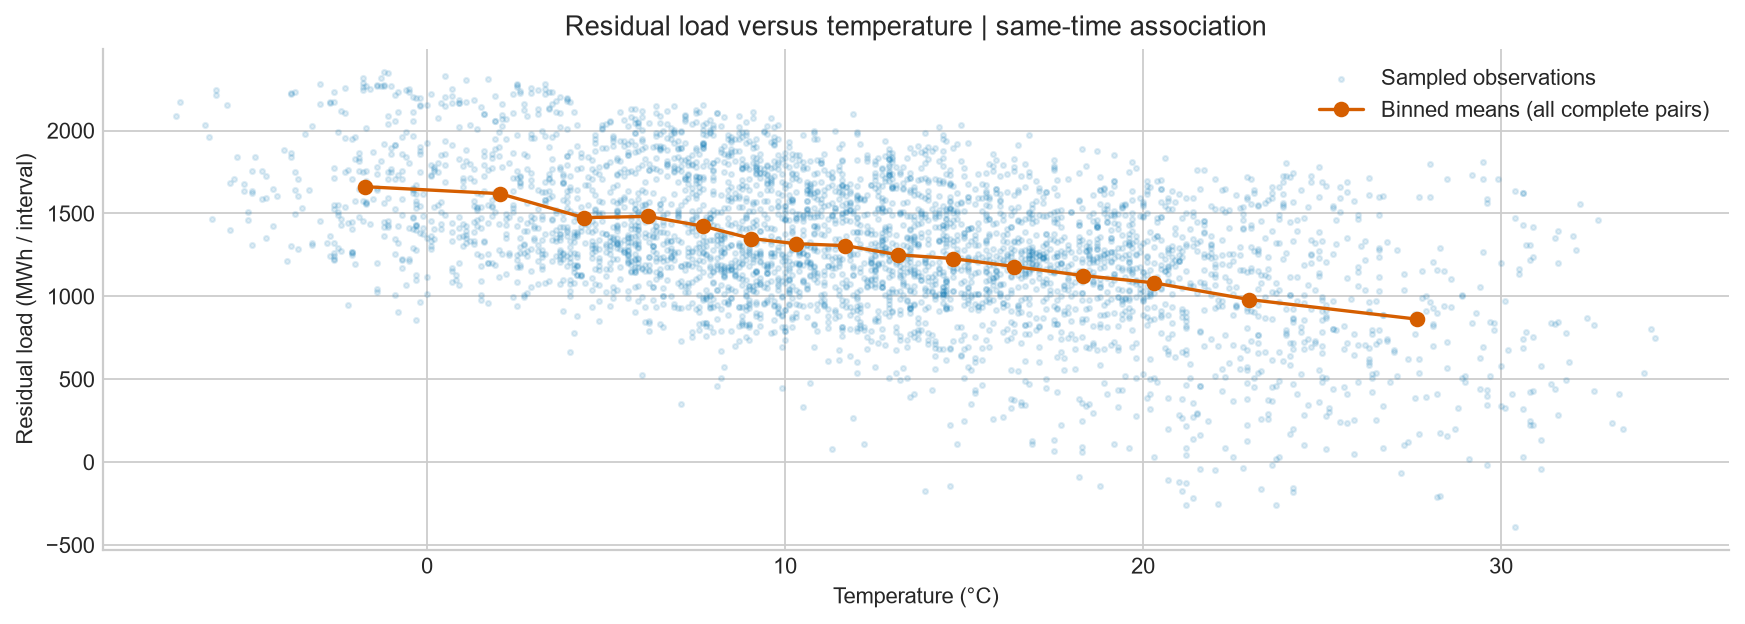 Residual load versus temperature | same-time association
Sampled observations
Binned means (all complete pairs)
Residual load (MWh / interval)
2000
1500
1000
500
0
−500
0
10
20
30
Temperature (°C)